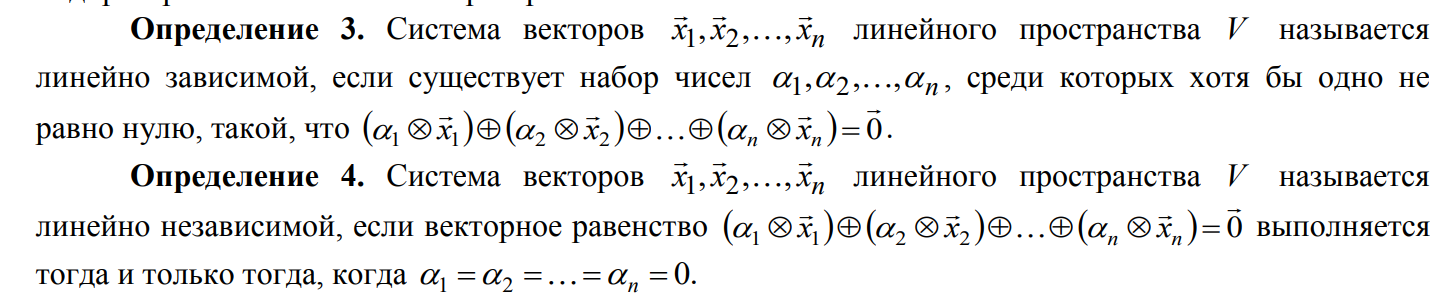 Определение 3. Система векторов x⃗₁, x⃗₂,…, x⃗ₙ линейного пространства V называется
линейно зависимой, если существует набор чисел α₁, α₂,…, αₙ, среди которых хотя бы одно не
равно нулю, такой, что (α₁ ⊗ x⃗₁)⊕(α₂ ⊗ x⃗₂)⊕…⊕(αₙ ⊗ x⃗ₙ)= 0⃗.
Определение 4. Система векторов x⃗₁, x⃗₂,…, x⃗ₙ линейного пространства V называется
линейно независимой, если векторное равенство (α₁ ⊗ x⃗₁)⊕(α₂ ⊗ x⃗₂)⊕…⊕(αₙ ⊗ x⃗ₙ)= 0⃗ выполняется
тогда и только тогда, когда α₁ = α₂ = … = αₙ = 0.